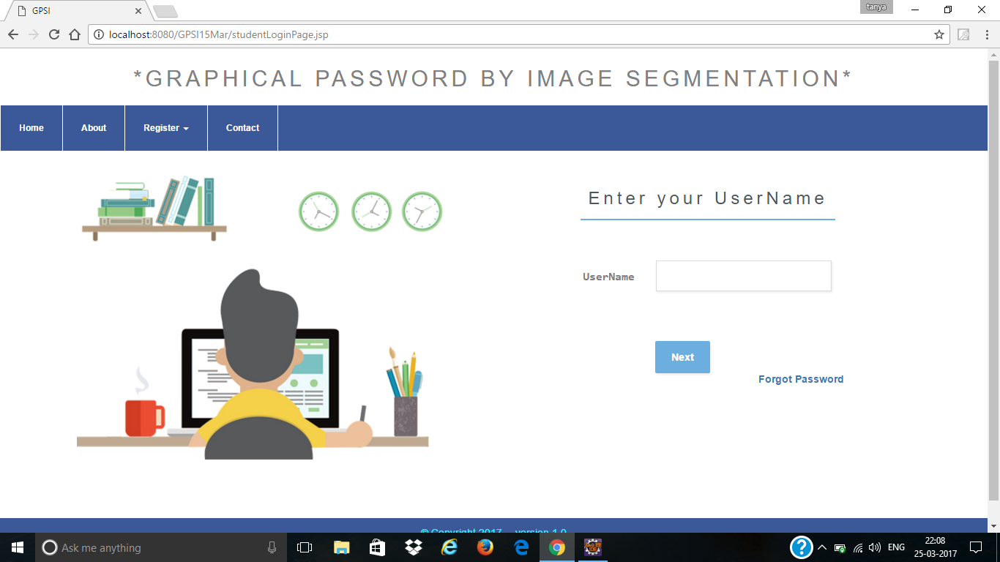 GPSI
tanya
localhost:8080/GPSI15Mar/studentLoginPage.jsp
*GRAPHICAL PASSWORD BY IMAGE SEGMENTATION*
Home About Register Contact
Enter your UserName
UserName
Next
Forgot Password
© Copyright 2017 version 1.0
Ask me anything
ENG
22:08
25-03-2017